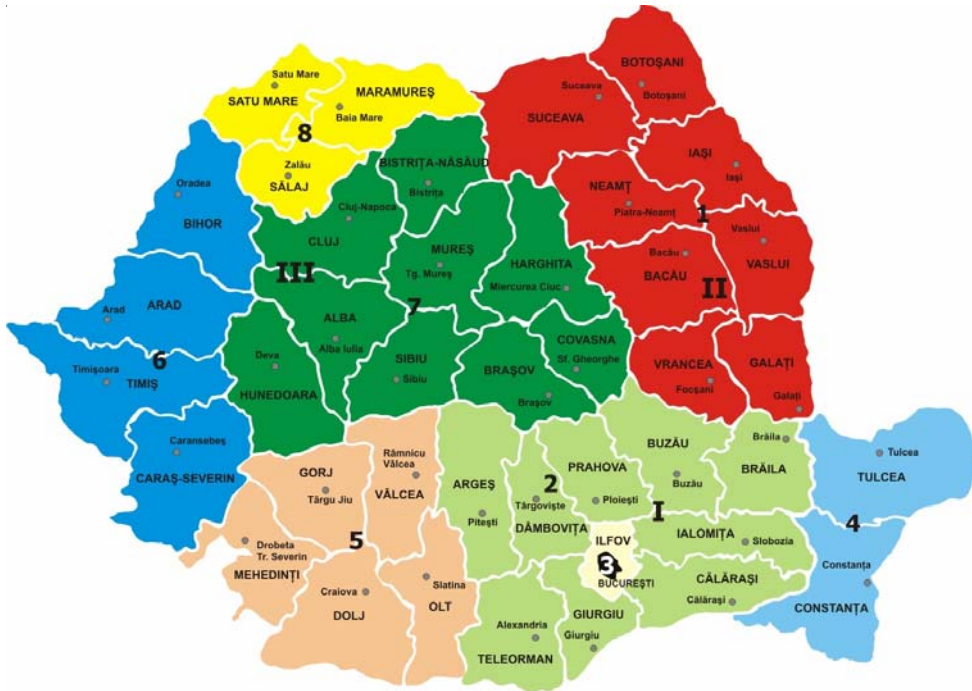 BOTOŞANI
Botoşani
Suceava
SUCEAVA
Satu Mare
SATU MARE
MARAMUREŞ
Baia Mare
8
Zalău
SĂLAJ
IAŞI
Iaşi
NEAMŢ
Piatra-Neamţ
1
BISTRIŢA-NĂSĂUD
Bistriţa
Oradea
BIHOR
Cluj-Napoca
CLUJ
MUREŞ
Tg. Mureş
HARGHITA
Miercurea Ciuc
Vaslui
VASLUI
Bacău
BACĂU
II
III
7
ARAD
Arad
ALBA
Alba Iulia
SIBIU
Sibiu
BRAŞOV
Braşov
COVASNA
Sf. Gheorghe
VRANCEA
Focşani
GALAŢI
Galaţi
6
Timişoara
TIMIŞ
Deva
HUNEDOARA
Caransebeş
CARAŞ-SEVERIN
GORJ
Târgu Jiu
Râmnicu
Vâlcea
VÂLCEA
ARGEŞ
Piteşti
2
Târgovişte
DÂMBOVIŢA
PRAHOVA
Ploieşti
BUZĂU
Buzău
Brăila
BRĂILA
Tulcea
TULCEA
I
4
5
Drobeta
Tr. Severin
MEHEDINŢI
Craiova
DOLJ
Slatina
OLT
ILFOV
3
BUCUREŞTI
IALOMIŢA
Slobozia
CĂLĂRAŞI
Călăraşi
Constanţa
CONSTANŢA
Alexandria
TELEORMAN
GIURGIU
Giurgiu